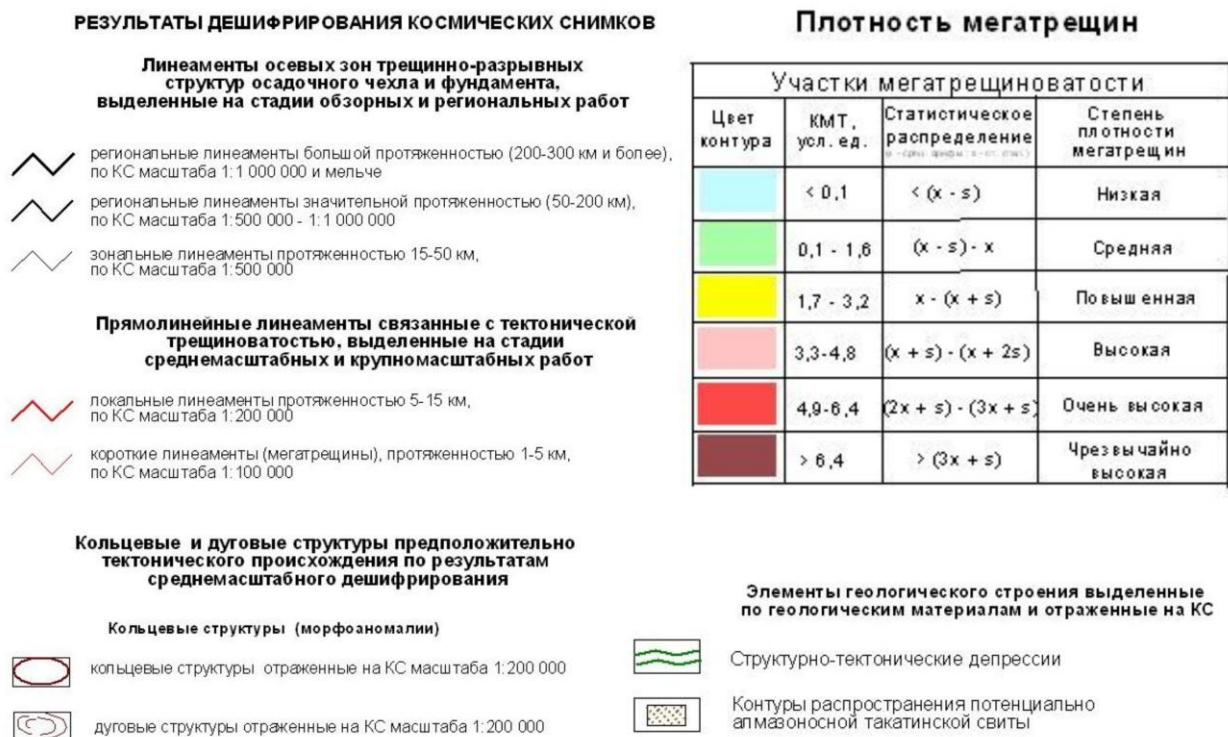 РЕЗУЛЬТАТЫ ДЕШИФРИРОВАНИЯ КОСМИЧЕСКИХ СНИМКОВ
Линеаменты осевых зон трещинно-разрывных
структур осадочного чехла и фундамента,
выделенные на стадии обзорных и региональных работ
региональные линеаменты большой протяженностью (200-300 км и более),
по КС масштаба 1:1 000 000 и мельче
региональные линеаменты значительной протяженностью (50-200 км),
по КС масштаба 1:500 000 - 1:1 000 000
зональные линеаменты протяженностью 15-50 км,
по КС масштаба 1:500 000
Прямолинейные линеаменты связанные с тектонической
трещиноватостью, выделенные на стадии
среднемасштабных и крупномасштабных работ
локальные линеаменты протяженностью 5-15 км,
по КС масштаба 1:200 000
короткие линеаменты (мегатрещины), протяженностью 1-5 км,
по КС масштаба 1:100 000
Кольцевые и дуговые структуры предположительно
тектонического происхождения по результатам
среднемасштабного дешифрирования
Кольцевые структуры (морфоаномалии)
кольцевые структуры отраженные на КС масштаба 1:200 000
дуговые структуры отраженные на КС масштаба 1:200 000
Плотность мегатрещин
Участки мегатрещиноватости
Цвет контура
КМТ, усл. ед.
Статистическое распределение
Степень плотности мегатрещин
< 0,1 < (x - s) Низкая
0,1 - 1,6 (x - s) - x Средняя
1,7 - 3,2 x - (x + s) Повышенная
3,3-4,8 (x + s) - (x + 2s) Высокая
4,9-6,4 (2x + s) - (3x + s) Очень высокая
> 6,4 > (3x + s) Чрезвычайно высокая
Элементы геологического строения выделенные
по геологическим материалам и отраженные на КС
Структурно-тектонические депрессии
Контуры распространения потенциально
алмазоносной такатинской свиты